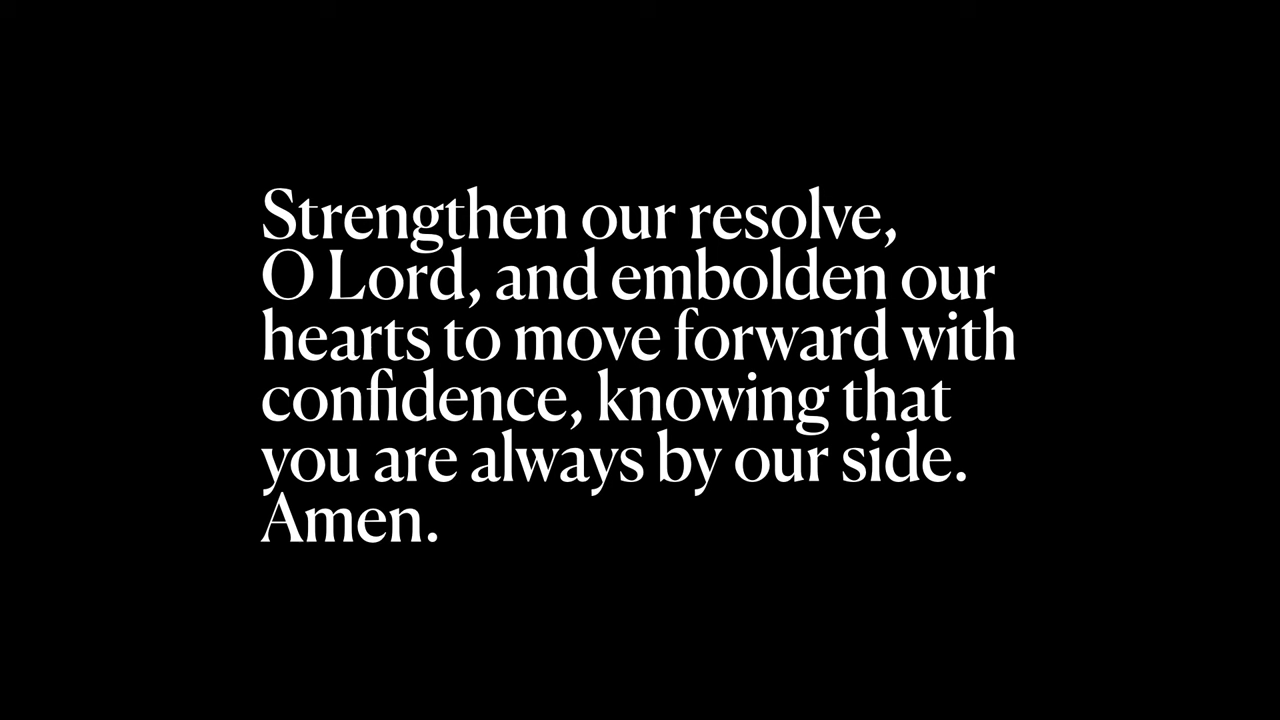 Strengthen our resolve,
O Lord, and embolden our
hearts to move forward with
confidence, knowing that
you are always by our side.
Amen.